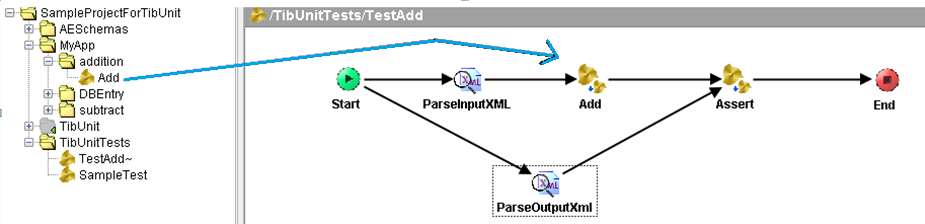 SampleProjectForTibUnit
AESchemas
MyApp
addition
Add
DBEntry
subtract
TibUnit
TibUnitTests
TestAdd~
SampleTest
/TibUnitTests/TestAdd
Start
ParseInputXML
Add
Assert
End
ParseOutputXml